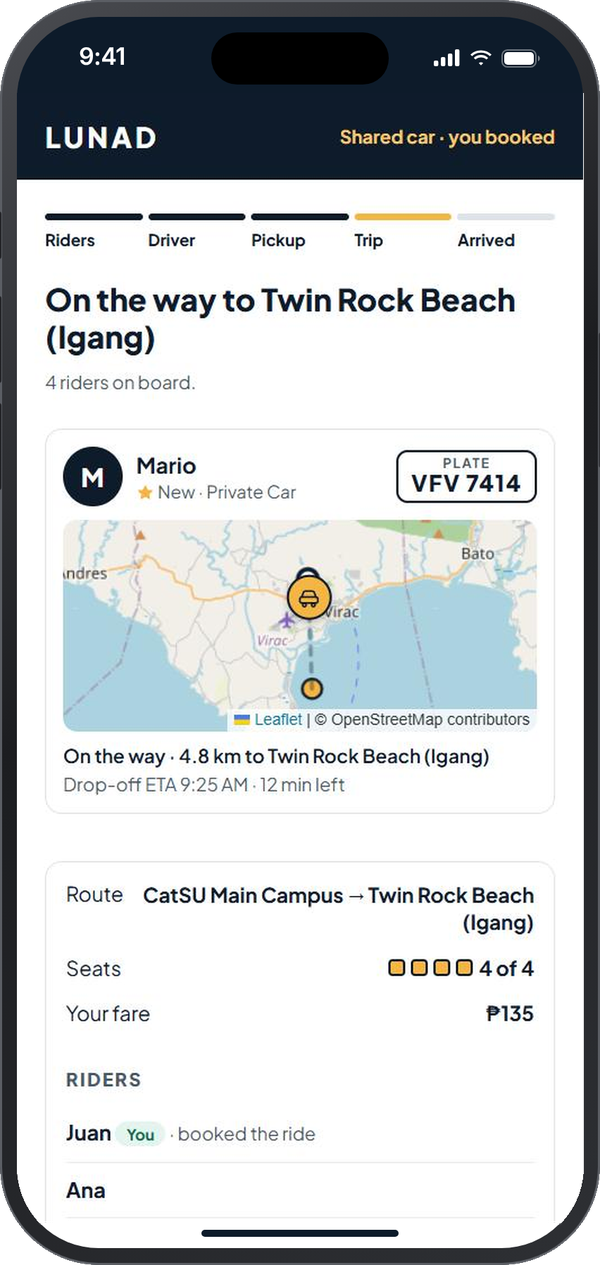 9:41
LUNAD
Shared car · you booked
Riders
Driver
Pickup
Trip
Arrived
On the way to Twin Rock Beach
(Igang)
4 riders on board.
M
Mario
New · Private Car
PLATE
VFV 7414
ndres
Bato
Virac
Virac
Leaflet | © OpenStreetMap contributors
On the way · 4.8 km to Twin Rock Beach (Igang)
Drop-off ETA 9:25 AM · 12 min left
Route CatSU Main Campus → Twin Rock Beach
(Igang)
Seats 4 of 4
Your fare ₱135
RIDERS
Juan You · booked the ride
Ana